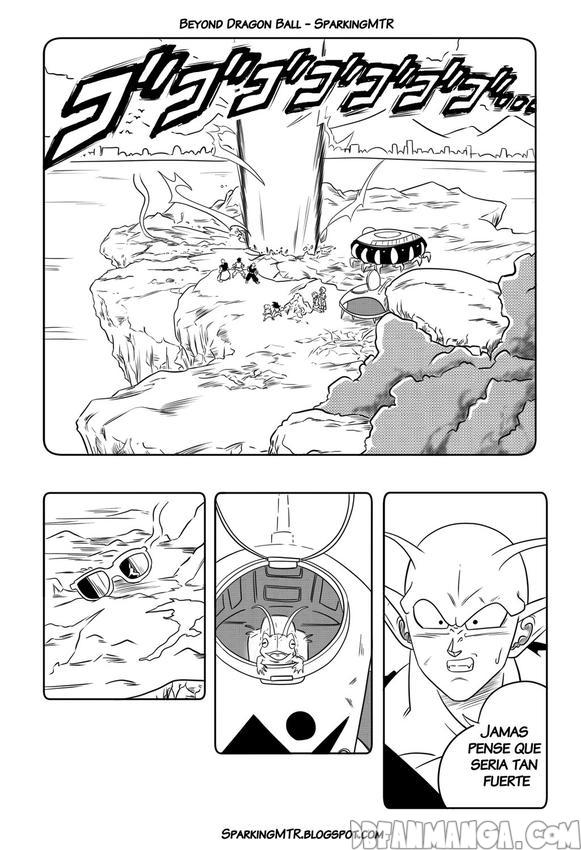 BEYOND DRAGON BALL - SPARKINGMTR
ゴゴゴゴゴゴゴ
JAMAS
PENSE QUE
SERIA TAN
FUERTE
SPARKINGMTR.BLOGSPOT.COM
DBFANMANGA.COM